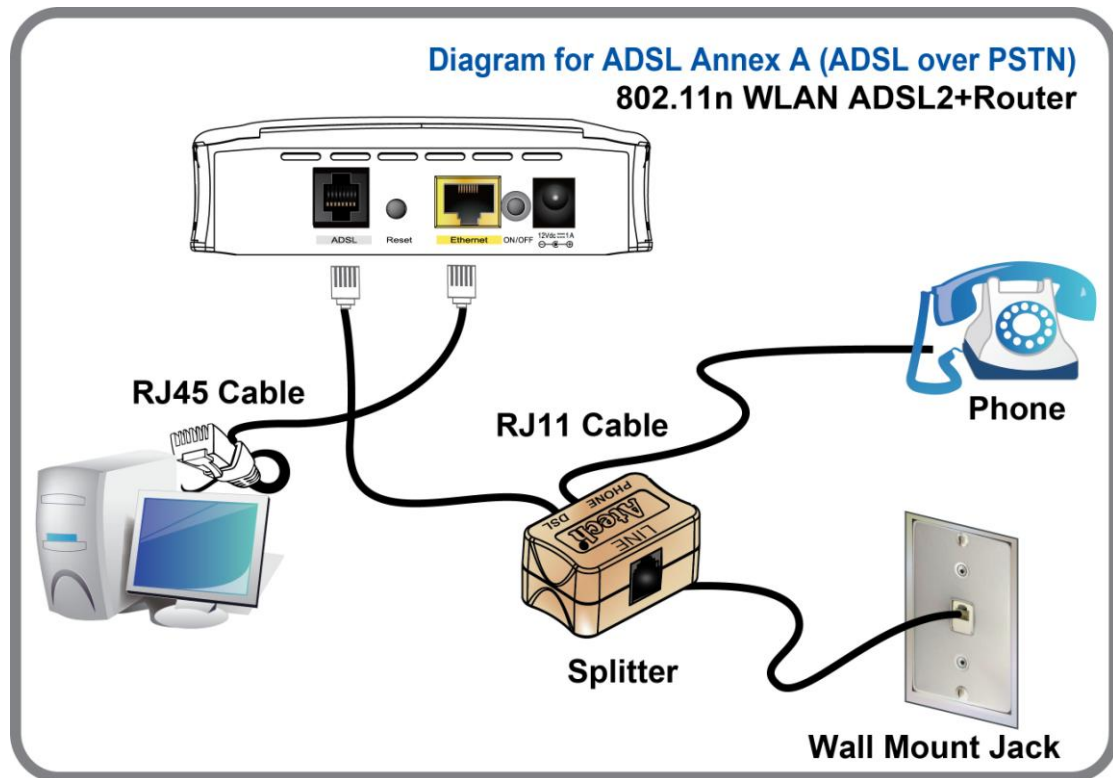 Diagram for ADSL Annex A (ADSL over PSTN)
802.11n WLAN ADSL2+Router
ADSL
Reset
Ethernet
ON/OFF
12Vdc⎓1A
RJ45 Cable
RJ11 Cable
Phone
DSL
PHONE
Atech
LINE
Splitter
Wall Mount Jack